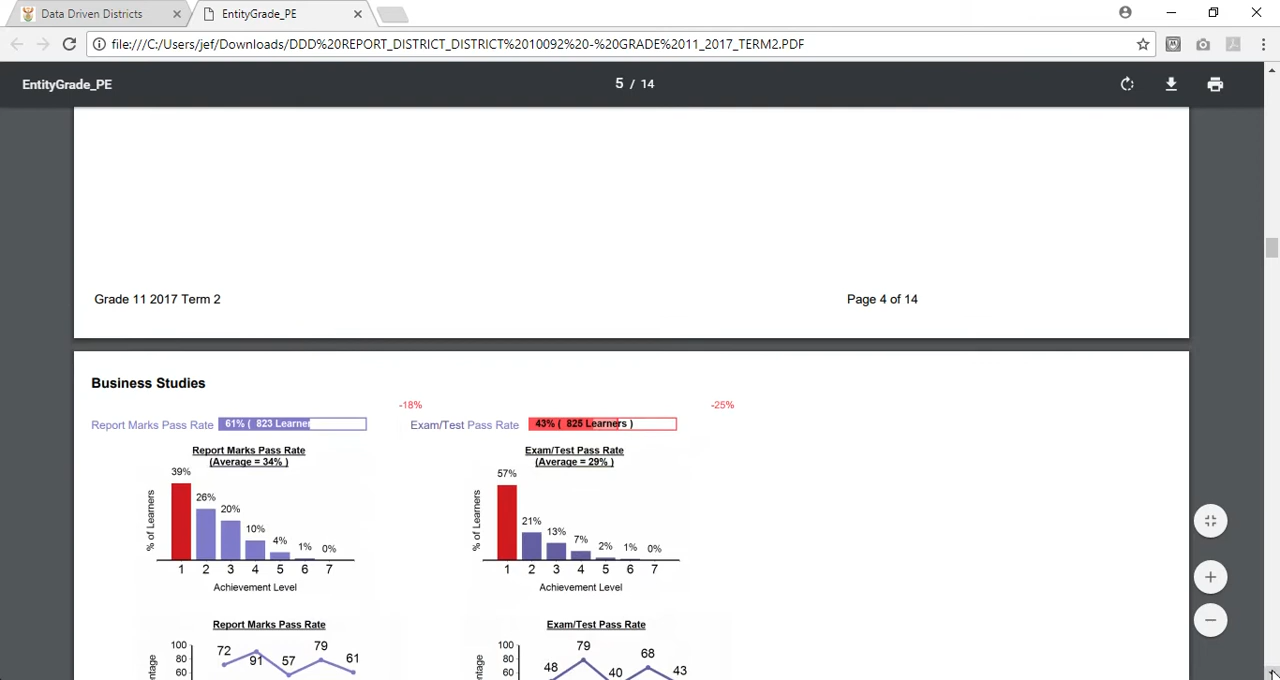 Data Driven Districts
EntityGrade_PE
file:///C:/Users/jef/Downloads/DDD%20REPORT_DISTRICT_DISTRICT%2010092%20-%20GRADE%2011_2017_TERM2.PDF
EntityGrade_PE
5 / 14
Grade 11 2017 Term 2
Page 4 of 14
Business Studies
-18%
-25%
Report Marks Pass Rate 61% ( 823 Learner
Exam/Test Pass Rate 43% ( 825 Learners )
Report Marks Pass Rate
(Average = 34% )
39%
26%
20%
10%
4%
1%
0%
% of Learners
1 2 3 4 5 6 7
Achievement Level
Exam/Test Pass Rate
(Average = 29% )
57%
21%
13%
7%
2%
1%
0%
% of Learners
1 2 3 4 5 6 7
Achievement Level
Report Marks Pass Rate
100
80
60
72
91
57
79
61
ntage
Exam/Test Pass Rate
100
80
60
48
79
40
68
43
ntage